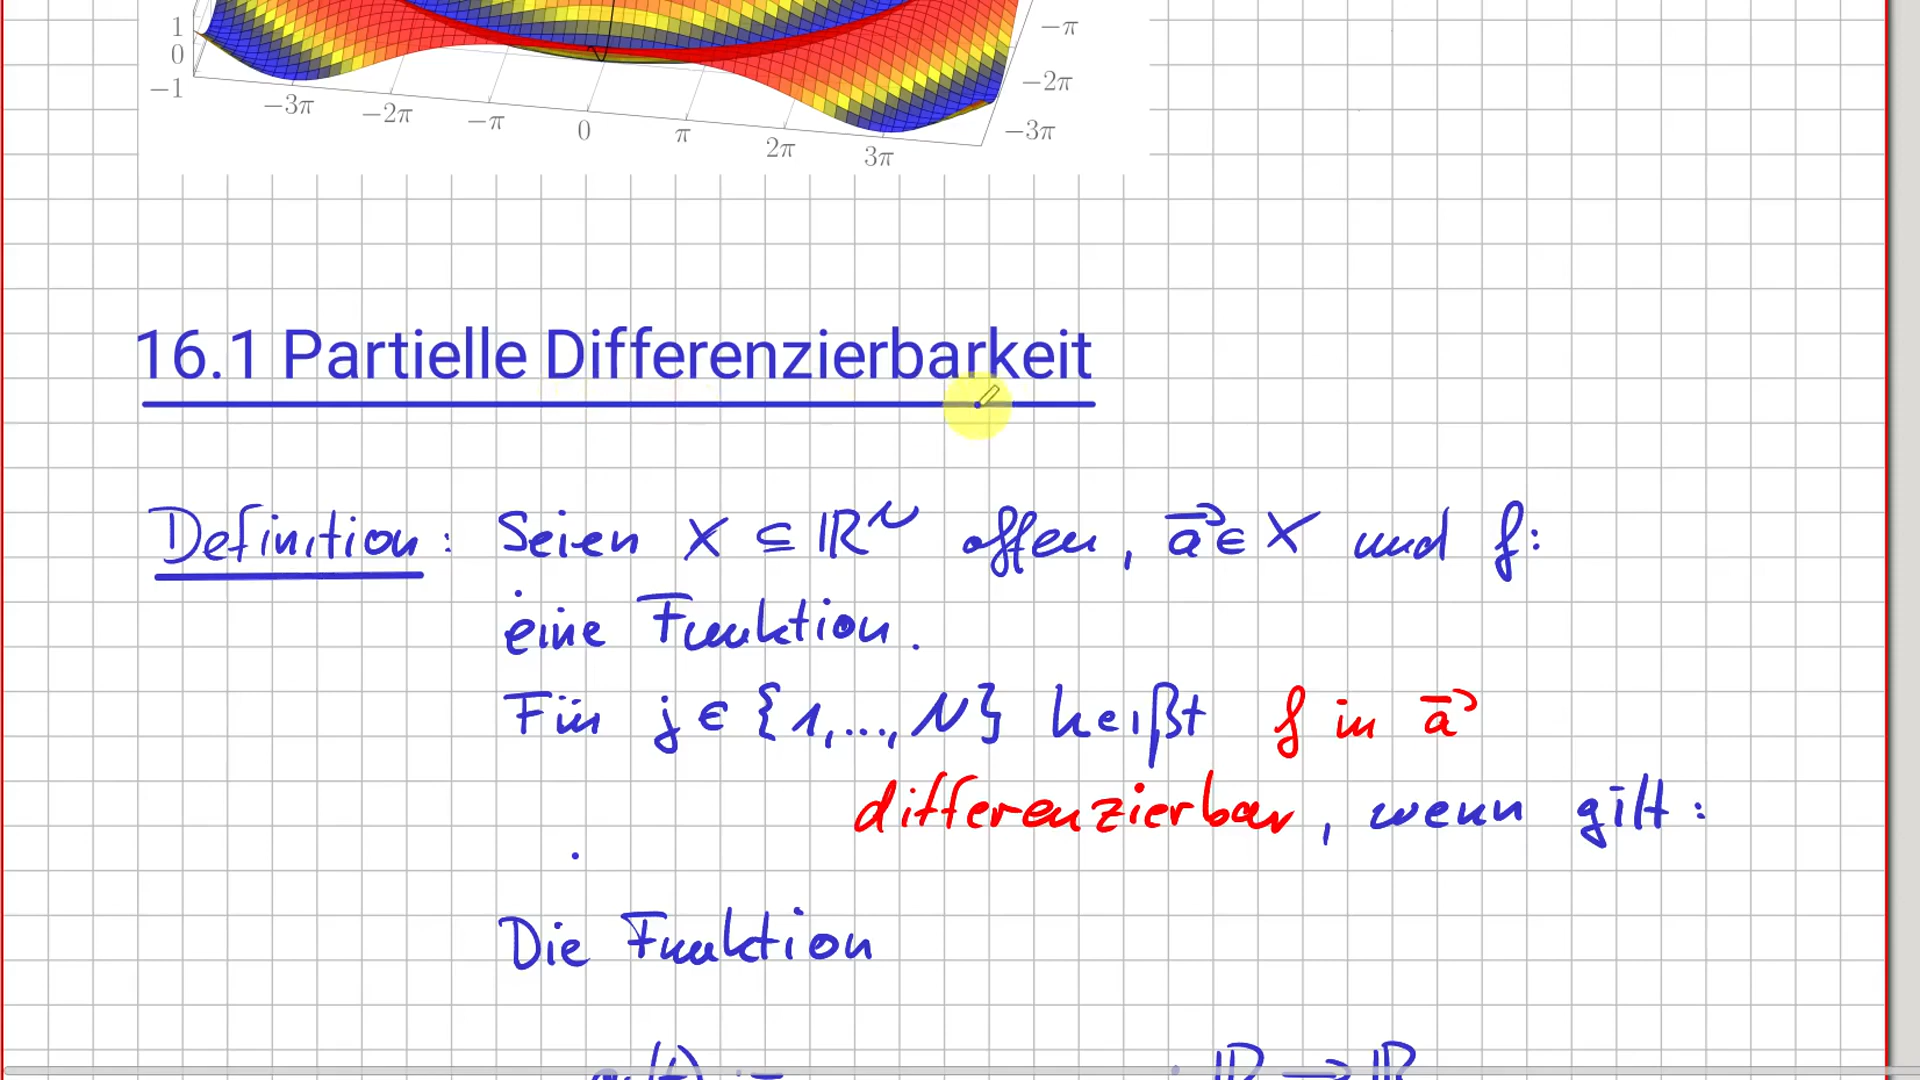 1
0
−1
−3π
−2π
−π
0
π
2π
3π
−π
−2π
−3π
16.1 Partielle Differenzierbarkeit
Definition: Seien X ⊆ ℝᴺ offen, a⃗ ∈ X und f:
eine Funktion.
Für j ∈ {1,...,N} heißt f in a⃗
differenzierbar, wenn gilt:
Die Funktion
(t) := : ℝ → ℝ